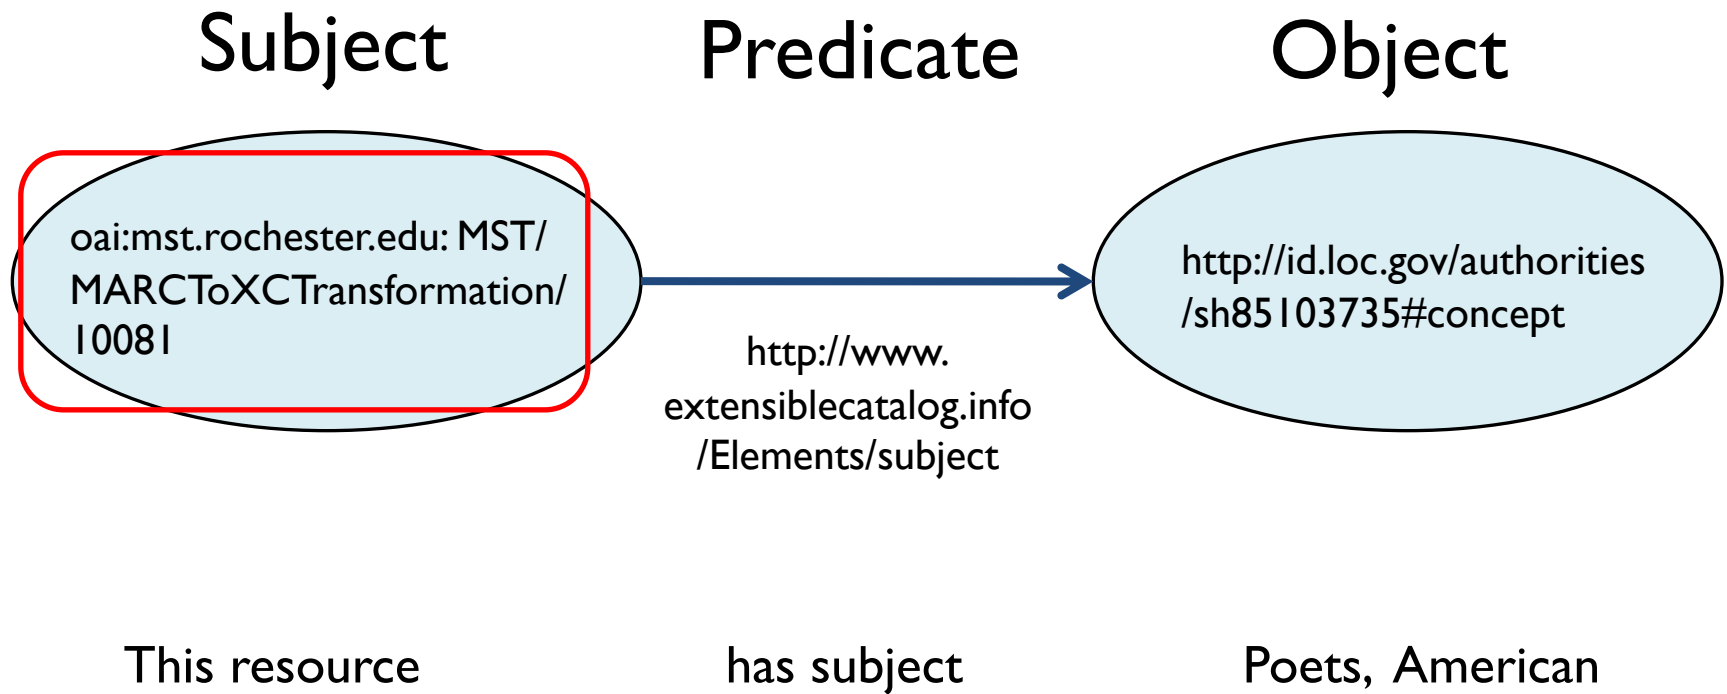 Subject
Predicate
Object
oai:mst.rochester.edu: MST/
MARCToXCTransformation/
10081
http://www.
extensiblecatalog.info
/Elements/subject
http://id.loc.gov/authorities
/sh85103735#concept
This resource
has subject
Poets, American